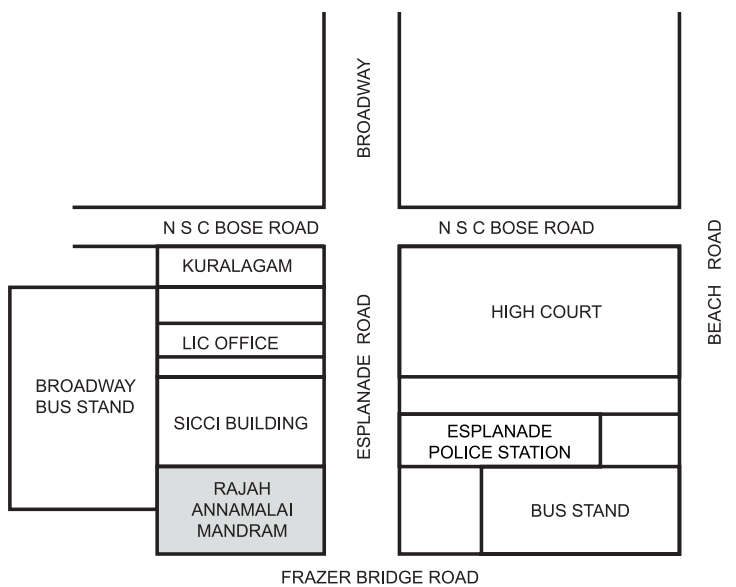 BROADWAY
N S C BOSE ROAD
N S C BOSE ROAD
KURALAGAM
BEACH ROAD
HIGH COURT
LIC OFFICE
ESPLANADE ROAD
BROADWAY
BUS STAND
SICCI BUILDING
ESPLANADE
POLICE STATION
RAJAH
ANNAMALAI
MANDRAM
BUS STAND
FRAZER BRIDGE ROAD